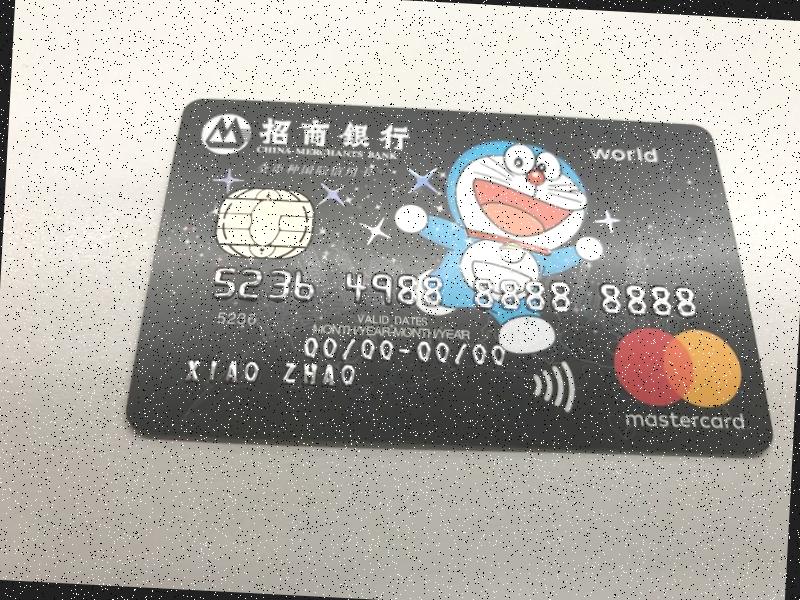 招商银行
CHINA MERCHANTS BANK
world
5236 4988 8888 8888
5236
VALID DATES
MONTH/YEAR-MONTH/YEAR
00/00-00/00
XIAO ZHAO
mastercard